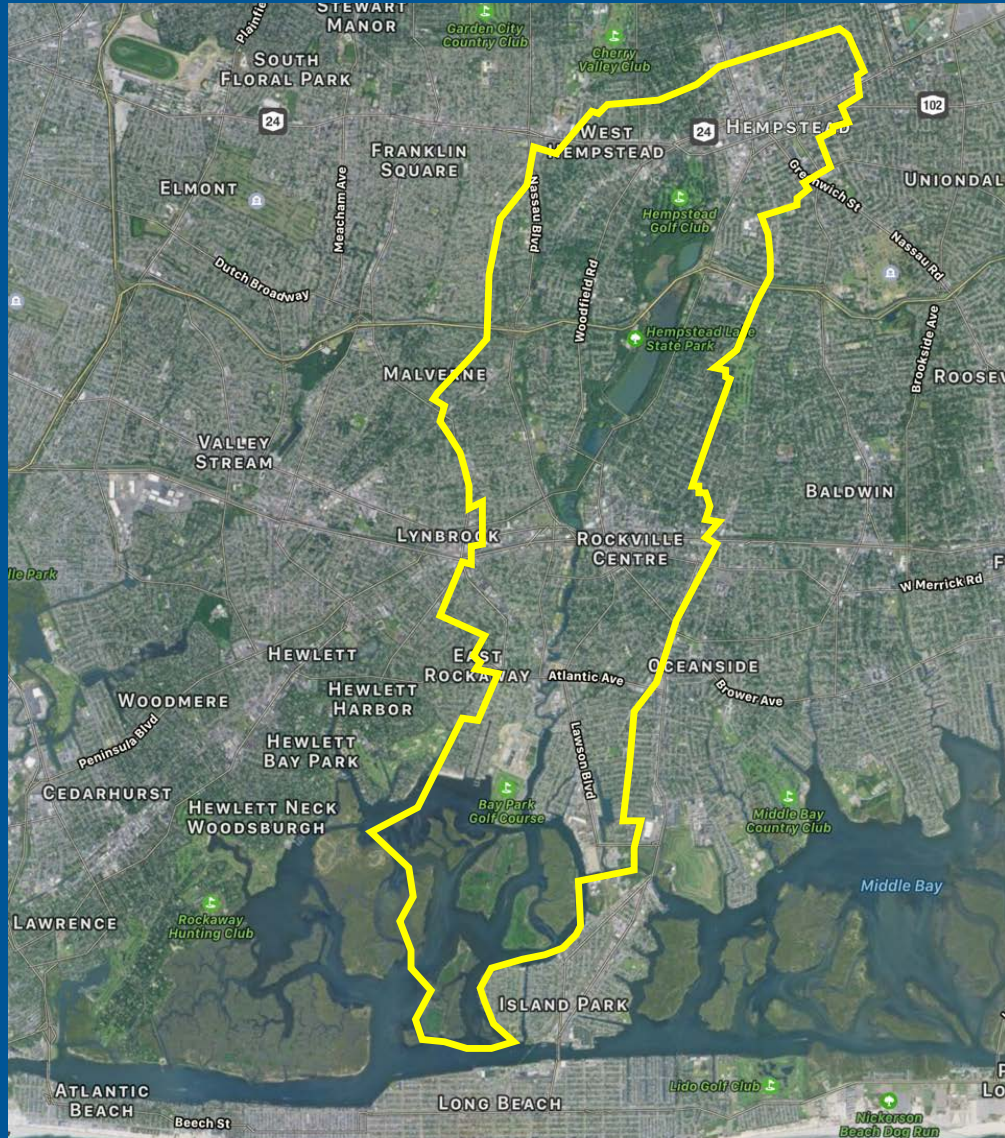 STEWART
MANOR
Garden City
Country Club
Cherry
Valley Club
SOUTH
FLORAL PARK
24
FRANKLIN
SQUARE
WEST
HEMPSTEAD
24
HEMPSTEAD
102
ELMONT
Meacham Ave
Nassau Blvd
Hempstead
Golf Club
Greenwich St
Nassau Rd
Dutch Broadway
Woodfield Rd
Hempstead Lake
State Park
Brookside Ave
MALVERNE
VALLEY
STREAM
BALDWIN
LYNBROOK
ROCKVILLE
CENTRE
W Merrick Rd
HEWLETT
EAST
ROCKAWAY
Atlantic Ave
OCEANSIDE
Brower Ave
WOODMERE
HEWLETT
HARBOR
Peninsula Blvd
HEWLETT
BAY PARK
Lawson Blvd
CEDARHURST
HEWLETT NECK
WOODSBURGH
Bay Park
Golf Course
Middle Bay
Country Club
Middle Bay
LAWRENCE
Rockaway
Hunting Club
ISLAND PARK
ATLANTIC
BEACH
Beech St
LONG BEACH
Lido Golf Club
Nickerson
Beach Dog Run